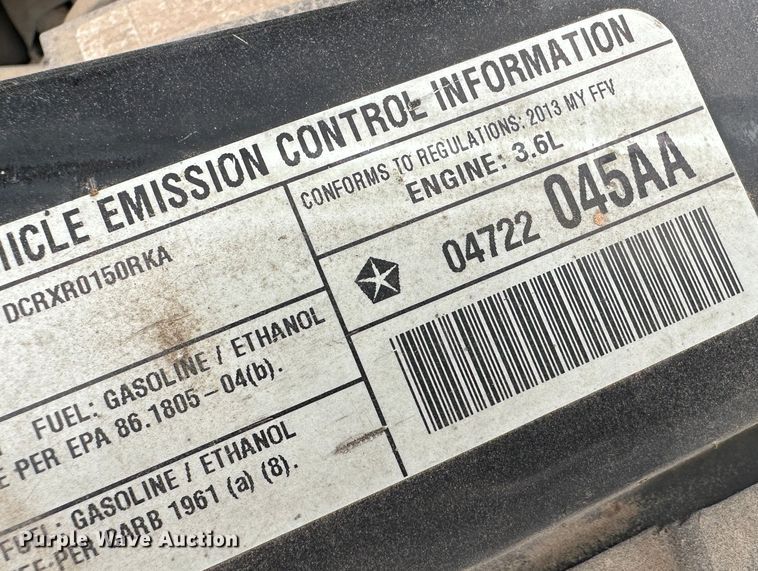 HICLE EMISSION CONTROL INFORMATION
DCRXR0150RKA
CONFORMS TO REGULATIONS: 2013 MY FFV
ENGINE: 3.6L
04722 045AA
FUEL: GASOLINE / ETHANOL
PER EPA 86.1805-04(b).
FUEL: GASOLINE / ETHANOL
PER CARB 1961 (a) (8).
Purple Wave Auction